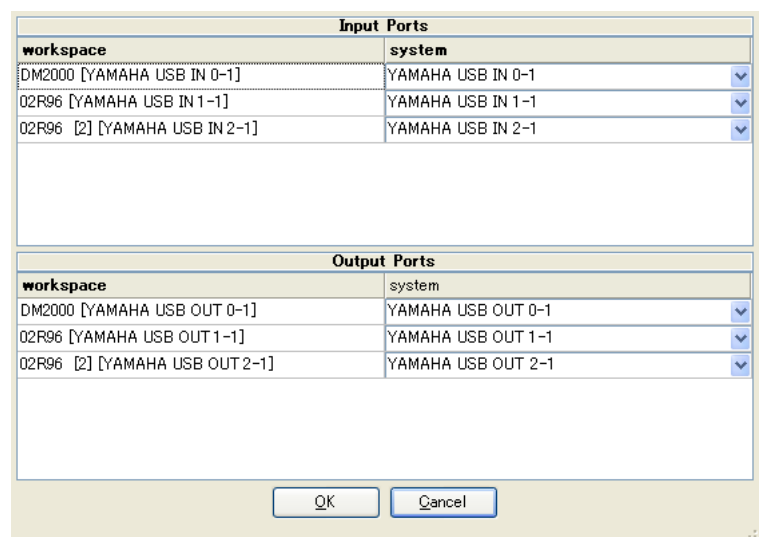 Input Ports
workspace system
DM2000 [YAMAHA USB IN 0-1] YAMAHA USB IN 0-1
02R96 [YAMAHA USB IN 1-1] YAMAHA USB IN 1-1
02R96 [2] [YAMAHA USB IN 2-1] YAMAHA USB IN 2-1
Output Ports
workspace system
DM2000 [YAMAHA USB OUT 0-1] YAMAHA USB OUT 0-1
02R96 [YAMAHA USB OUT 1-1] YAMAHA USB OUT 1-1
02R96 [2] [YAMAHA USB OUT 2-1] YAMAHA USB OUT 2-1
OK Cancel